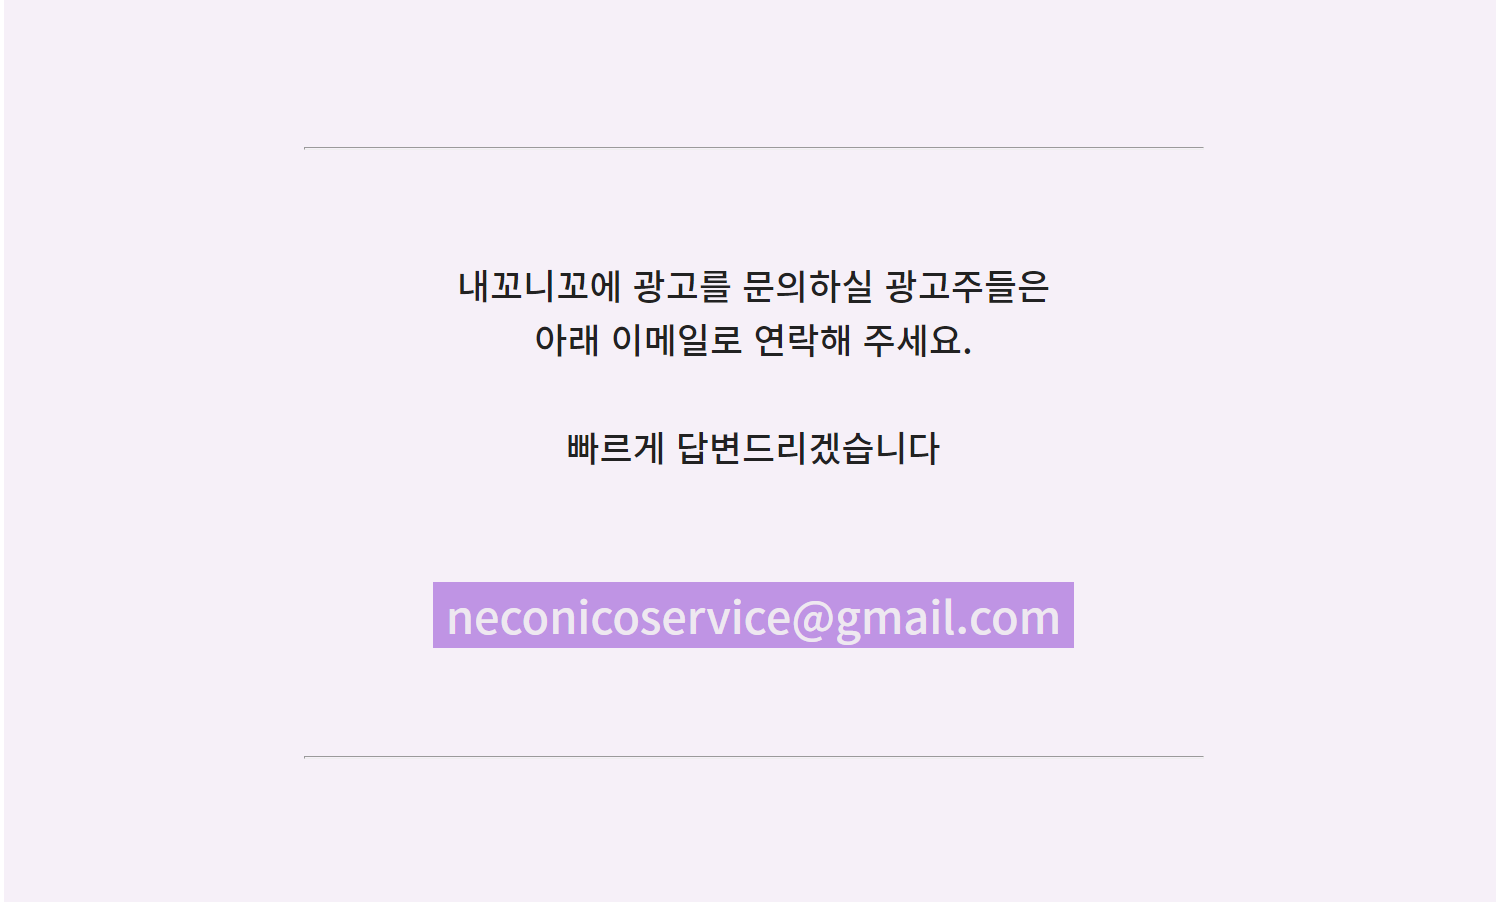 내꼬니꼬에 광고를 문의하실 광고주들은
아래 이메일로 연락해 주세요.
빠르게 답변드리겠습니다
neconicoservice@gmail.com